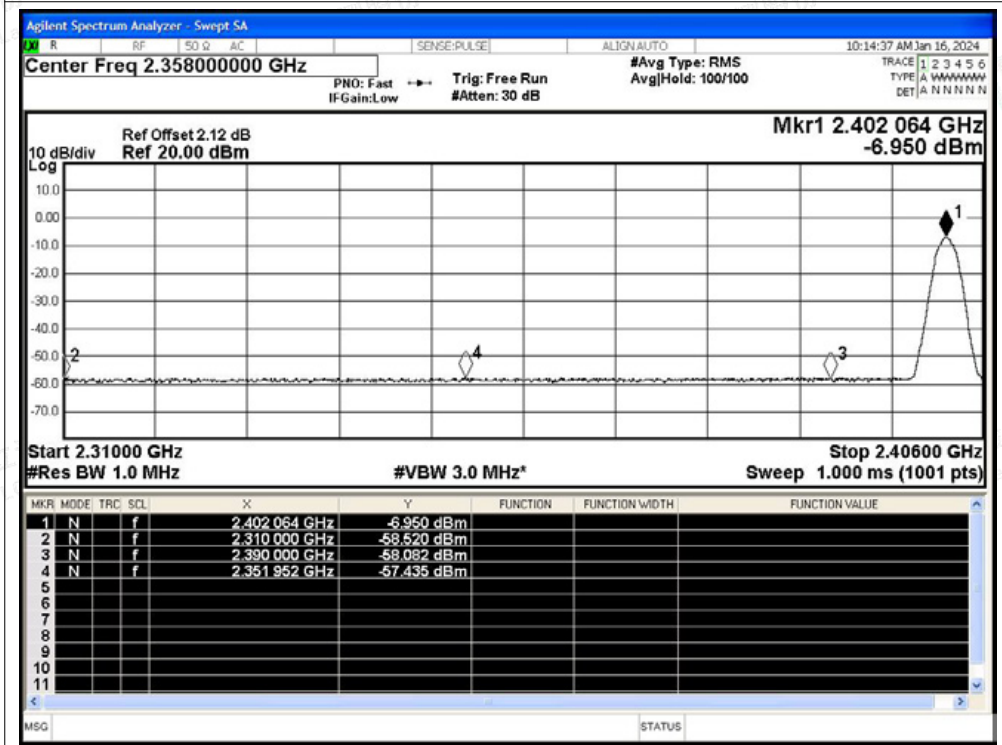 Agilent Spectrum Analyzer - Swept SA
R RF 50 Ω AC SENSE:PULSE ALIGN AUTO 10:14:37 AM Jan 16, 2024
Center Freq 2.358000000 GHz #Avg Type: RMS TRACE 1 2 3 4 5 6
PNO: Fast Trig: Free Run Avg|Hold: 100/100 TYPE A WWWWW
IFGain:Low #Atten: 30 dB DET A N N N N N
Ref Offset 2.12 dB Mkr1 2.402 064 GHz
10 dB/div Ref 20.00 dBm -6.950 dBm
Log
10.0
0.00
1
-10.0
-20.0
-30.0
-40.0
-50.0 2 4 3
-60.0
-70.0
Start 2.31000 GHz Stop 2.40600 GHz
#Res BW 1.0 MHz #VBW 3.0 MHz* Sweep 1.000 ms (1001 pts)
MKR MODE TRC SCL X Y FUNCTION FUNCTION WIDTH FUNCTION VALUE
1 N f 2.402 064 GHz -6.950 dBm
2 N f 2.310 000 GHz -58.520 dBm
3 N f 2.390 000 GHz -58.082 dBm
4 N f 2.351 952 GHz -57.435 dBm
5
6
7
8
9
10
11
MSG STATUS